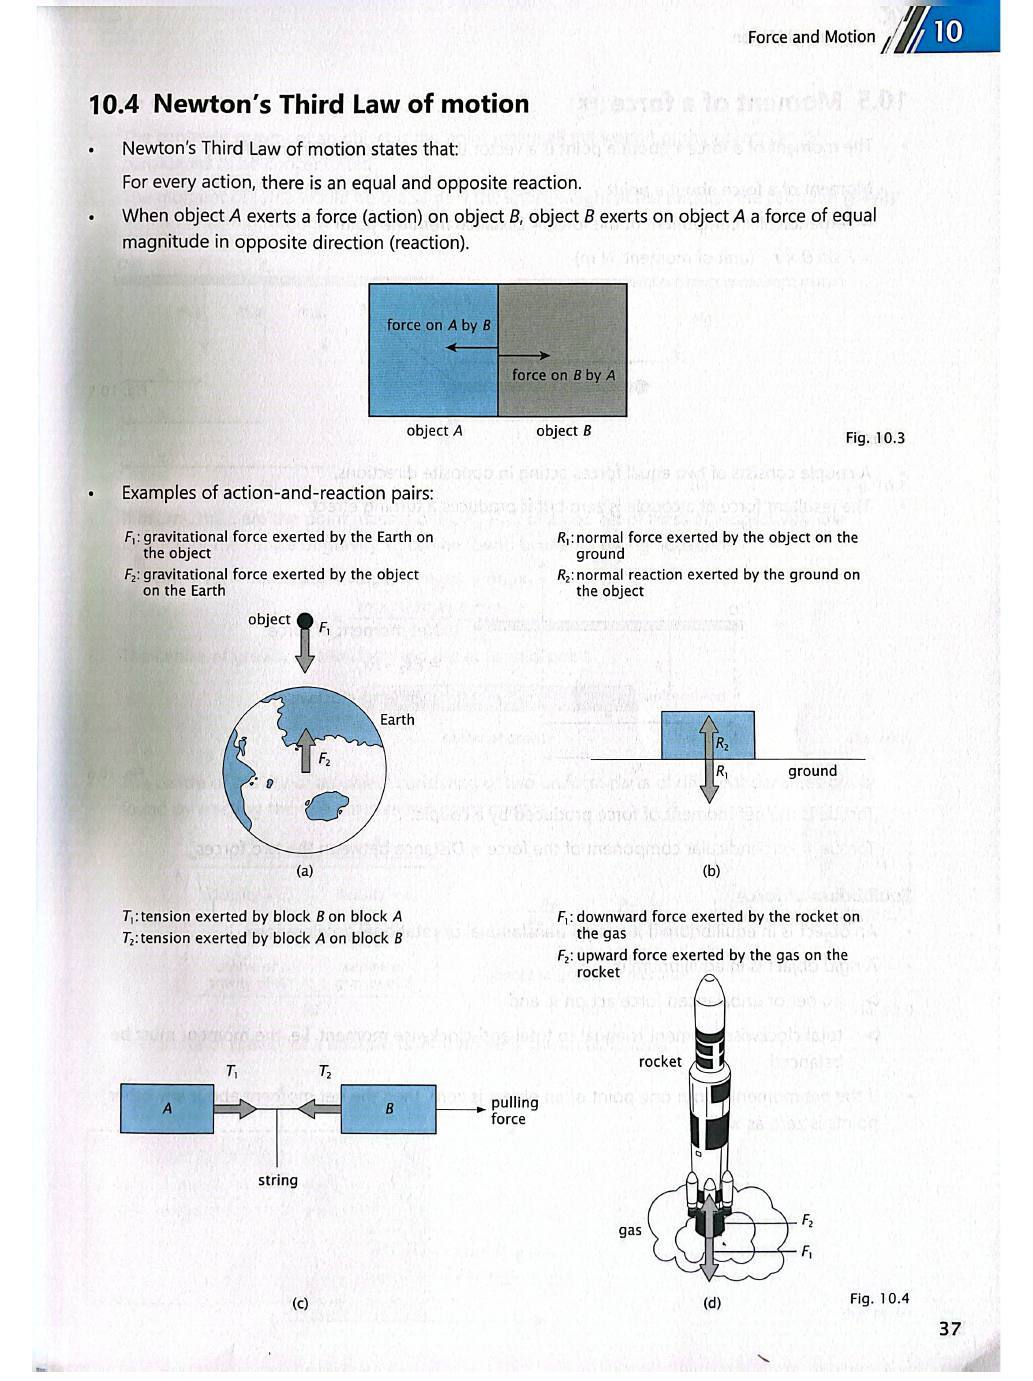 Force and Motion
10
10.4 Newton's Third Law of motion
• Newton's Third Law of motion states that:
For every action, there is an equal and opposite reaction.
• When object A exerts a force (action) on object B, object B exerts on object A a force of equal
magnitude in opposite direction (reaction).
force on A by B
force on B by A
object A
object B
Fig. 10.3
• Examples of action-and-reaction pairs:
F₁: gravitational force exerted by the Earth on
the object
F₂: gravitational force exerted by the object
on the Earth
object
F₁
Earth
F₂
(a)
R₁: normal force exerted by the object on the
ground
R₂: normal reaction exerted by the ground on
the object
R₂
R₁
ground
(b)
T₁: tension exerted by block B on block A
T₂: tension exerted by block A on block B
T₁
T₂
A
B
pulling
force
string
(c)
F₁: downward force exerted by the rocket on
the gas
F₂: upward force exerted by the gas on the
rocket
rocket
gas
F₂
F₁
(d)
Fig. 10.4
37